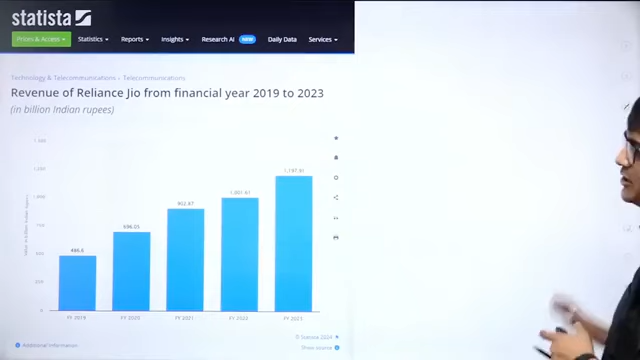 statista
Prices & Access
Statistics
Reports
Insights
Research AI
NEW
Daily Data
Services
Technology & Telecommunications › Telecommunications
Revenue of Reliance Jio from financial year 2019 to 2023
(in billion Indian rupees)
1,197.91
1,001.61
902.87
696.05
486.6
FY 2019
FY 2020
FY 2021
FY 2022
FY 2023
© Statista 2024
Additional Information
Show source